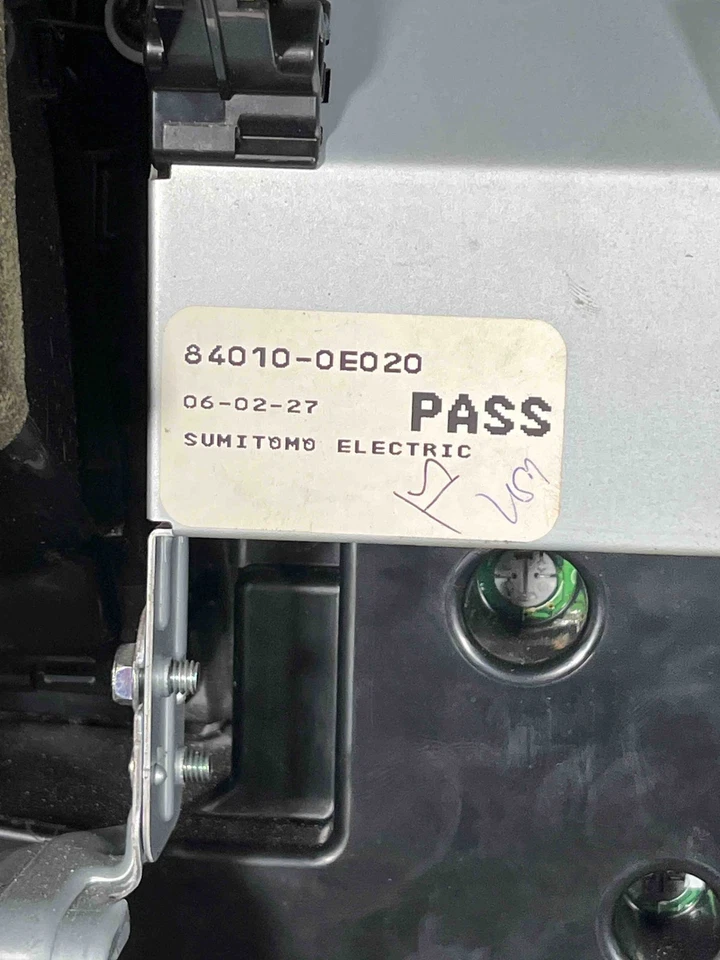 84010-0E020
06-02-27 PASS
SUMITOMO ELECTRIC